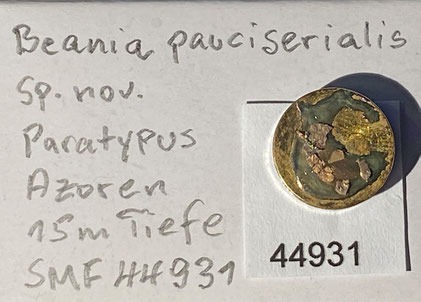 Beania pauciserialis
sp. nov.
Paratypus
Azoren
15m Tiefe
SMF 44931
44931